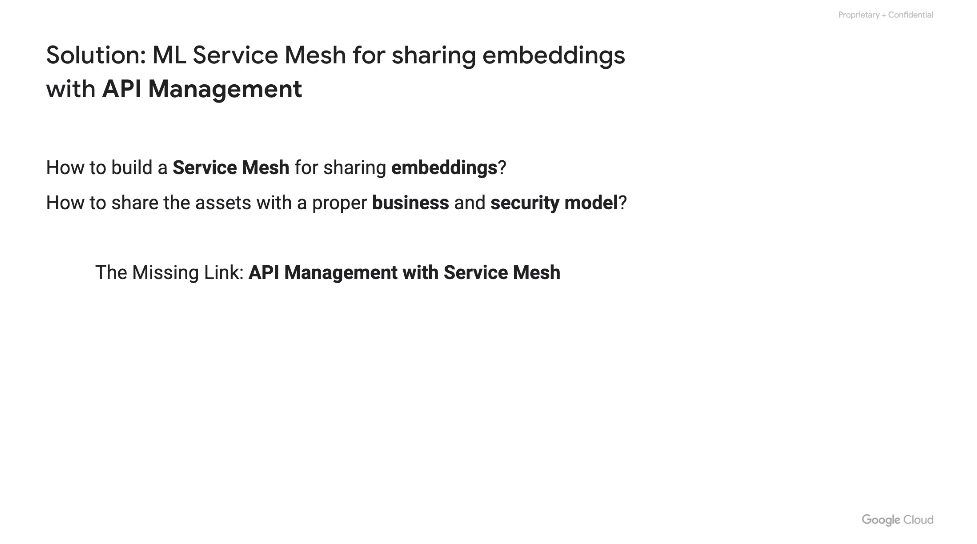 Proprietary + Confidential
Solution: ML Service Mesh for sharing embeddings
with API Management
How to build a Service Mesh for sharing embeddings?
How to share the assets with a proper business and security model?
The Missing Link: API Management with Service Mesh
Google Cloud